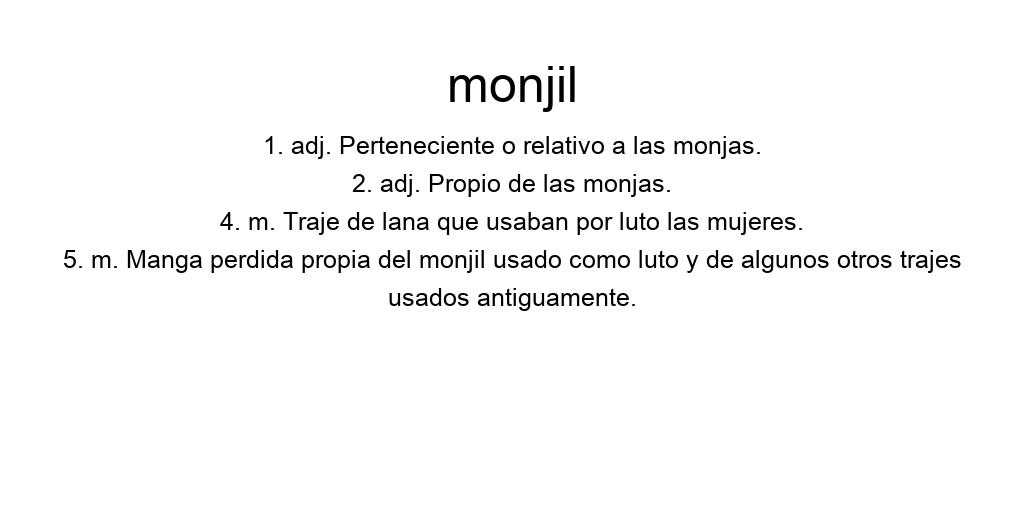 monjil
1. adj. Perteneciente o relativo a las monjas.
2. adj. Propio de las monjas.
4. m. Traje de lana que usaban por luto las mujeres.
5. m. Manga perdida propia del monjil usado como luto y de algunos otros trajes
usados antiguamente.